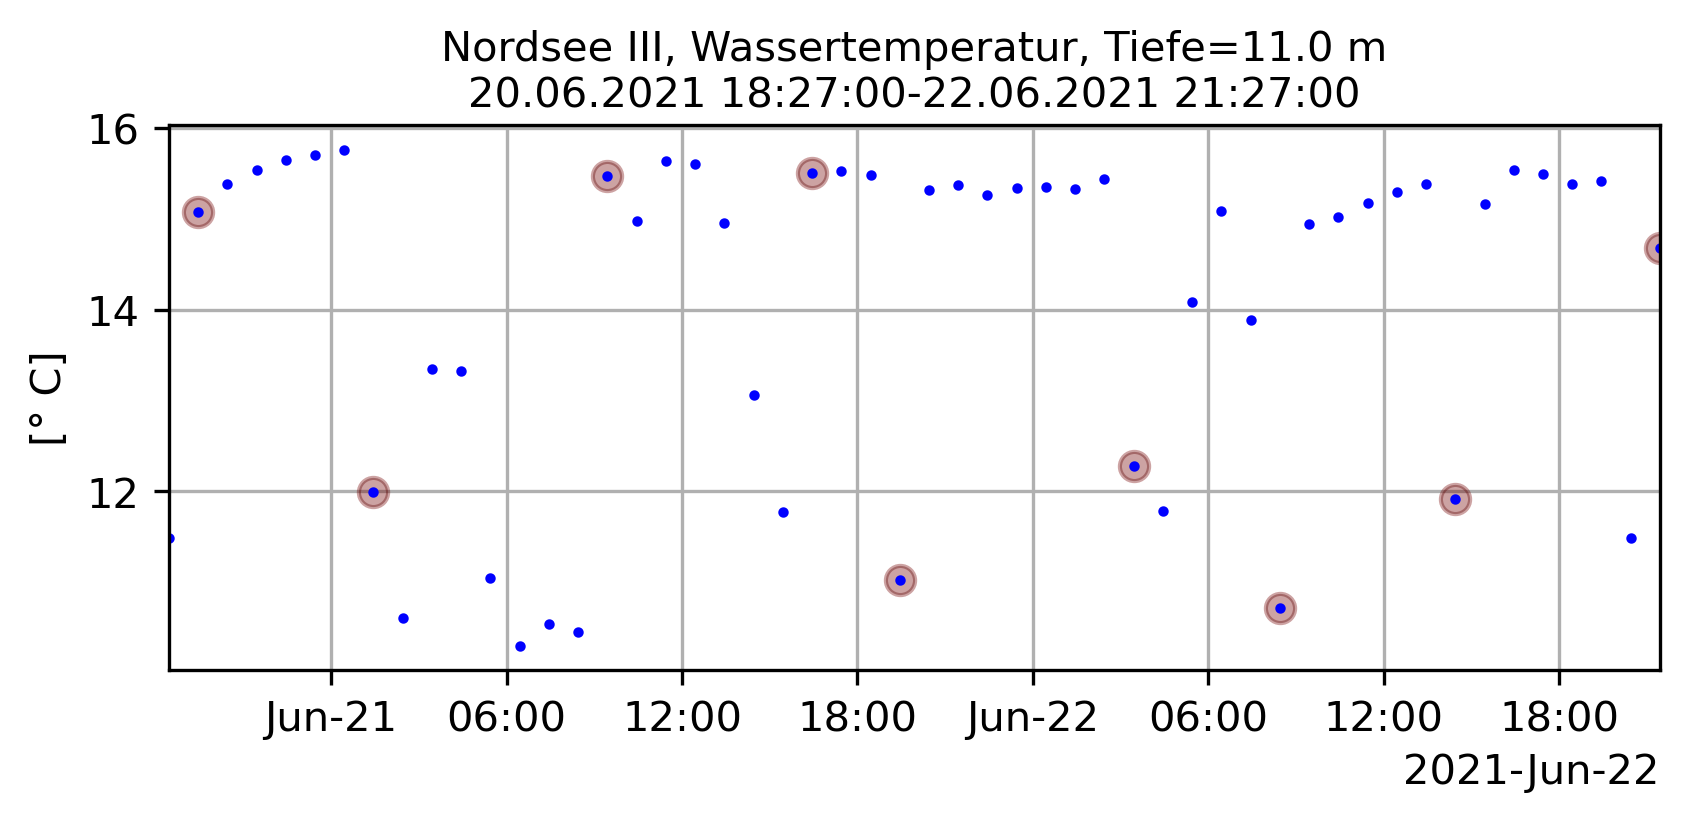 Nordsee III, Wassertemperatur, Tiefe=11.0 m
20.06.2021 18:27:00-22.06.2021 21:27:00
16
14
12
[° C]
Jun-21 06:00 12:00 18:00 Jun-22 06:00 12:00 18:00
2021-Jun-22